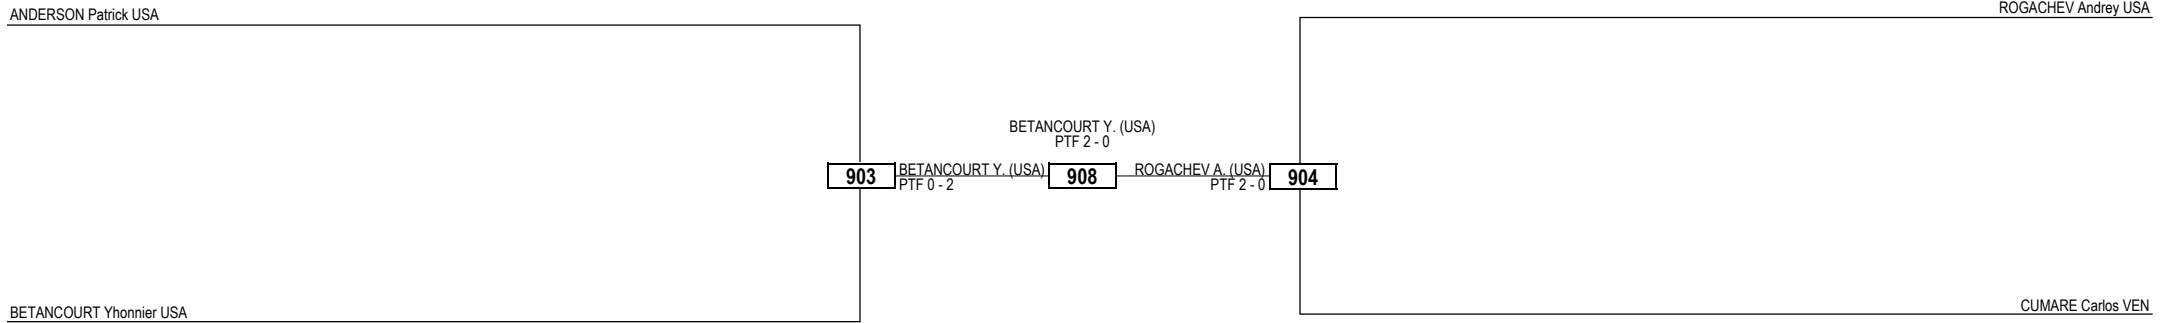 ANDERSON Patrick USA
ROGACHEV Andrey USA
BETANCOURT Y. (USA)
PTF 2 - 0
903
BETANCOURT Y. (USA)
PTF 0 - 2
908
ROGACHEV A. (USA)
PTF 2 - 0
904
BETANCOURT Yhonnier USA
CUMARE Carlos VEN